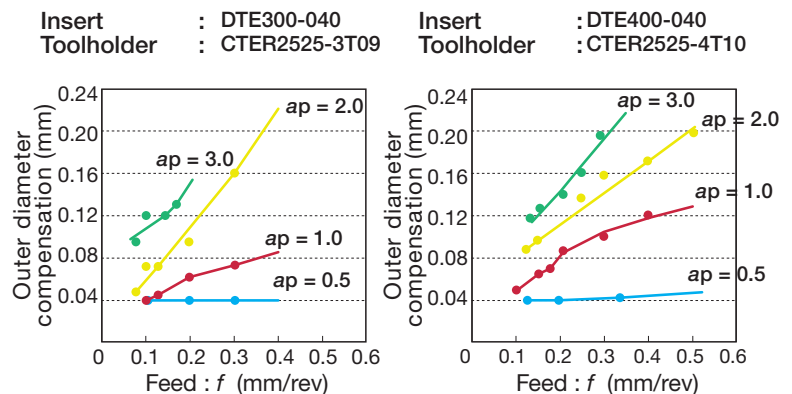 Insert : DTE300-040
Toolholder : CTER2525-3T09
Outer diameter
compensation (mm)
0.24
0.20
0.16
0.12
0.08
0.04
ap = 2.0
ap = 3.0
ap = 1.0
ap = 0.5
0 0.1 0.2 0.3 0.4 0.5 0.6
Feed : f (mm/rev)
Insert : DTE400-040
Toolholder : CTER2525-4T10
Outer diameter
compensation (mm)
0.24
0.20
0.16
0.12
0.08
0.04
ap = 3.0
ap = 2.0
ap = 1.0
ap = 0.5
0 0.1 0.2 0.3 0.4 0.5 0.6
Feed : f (mm/rev)